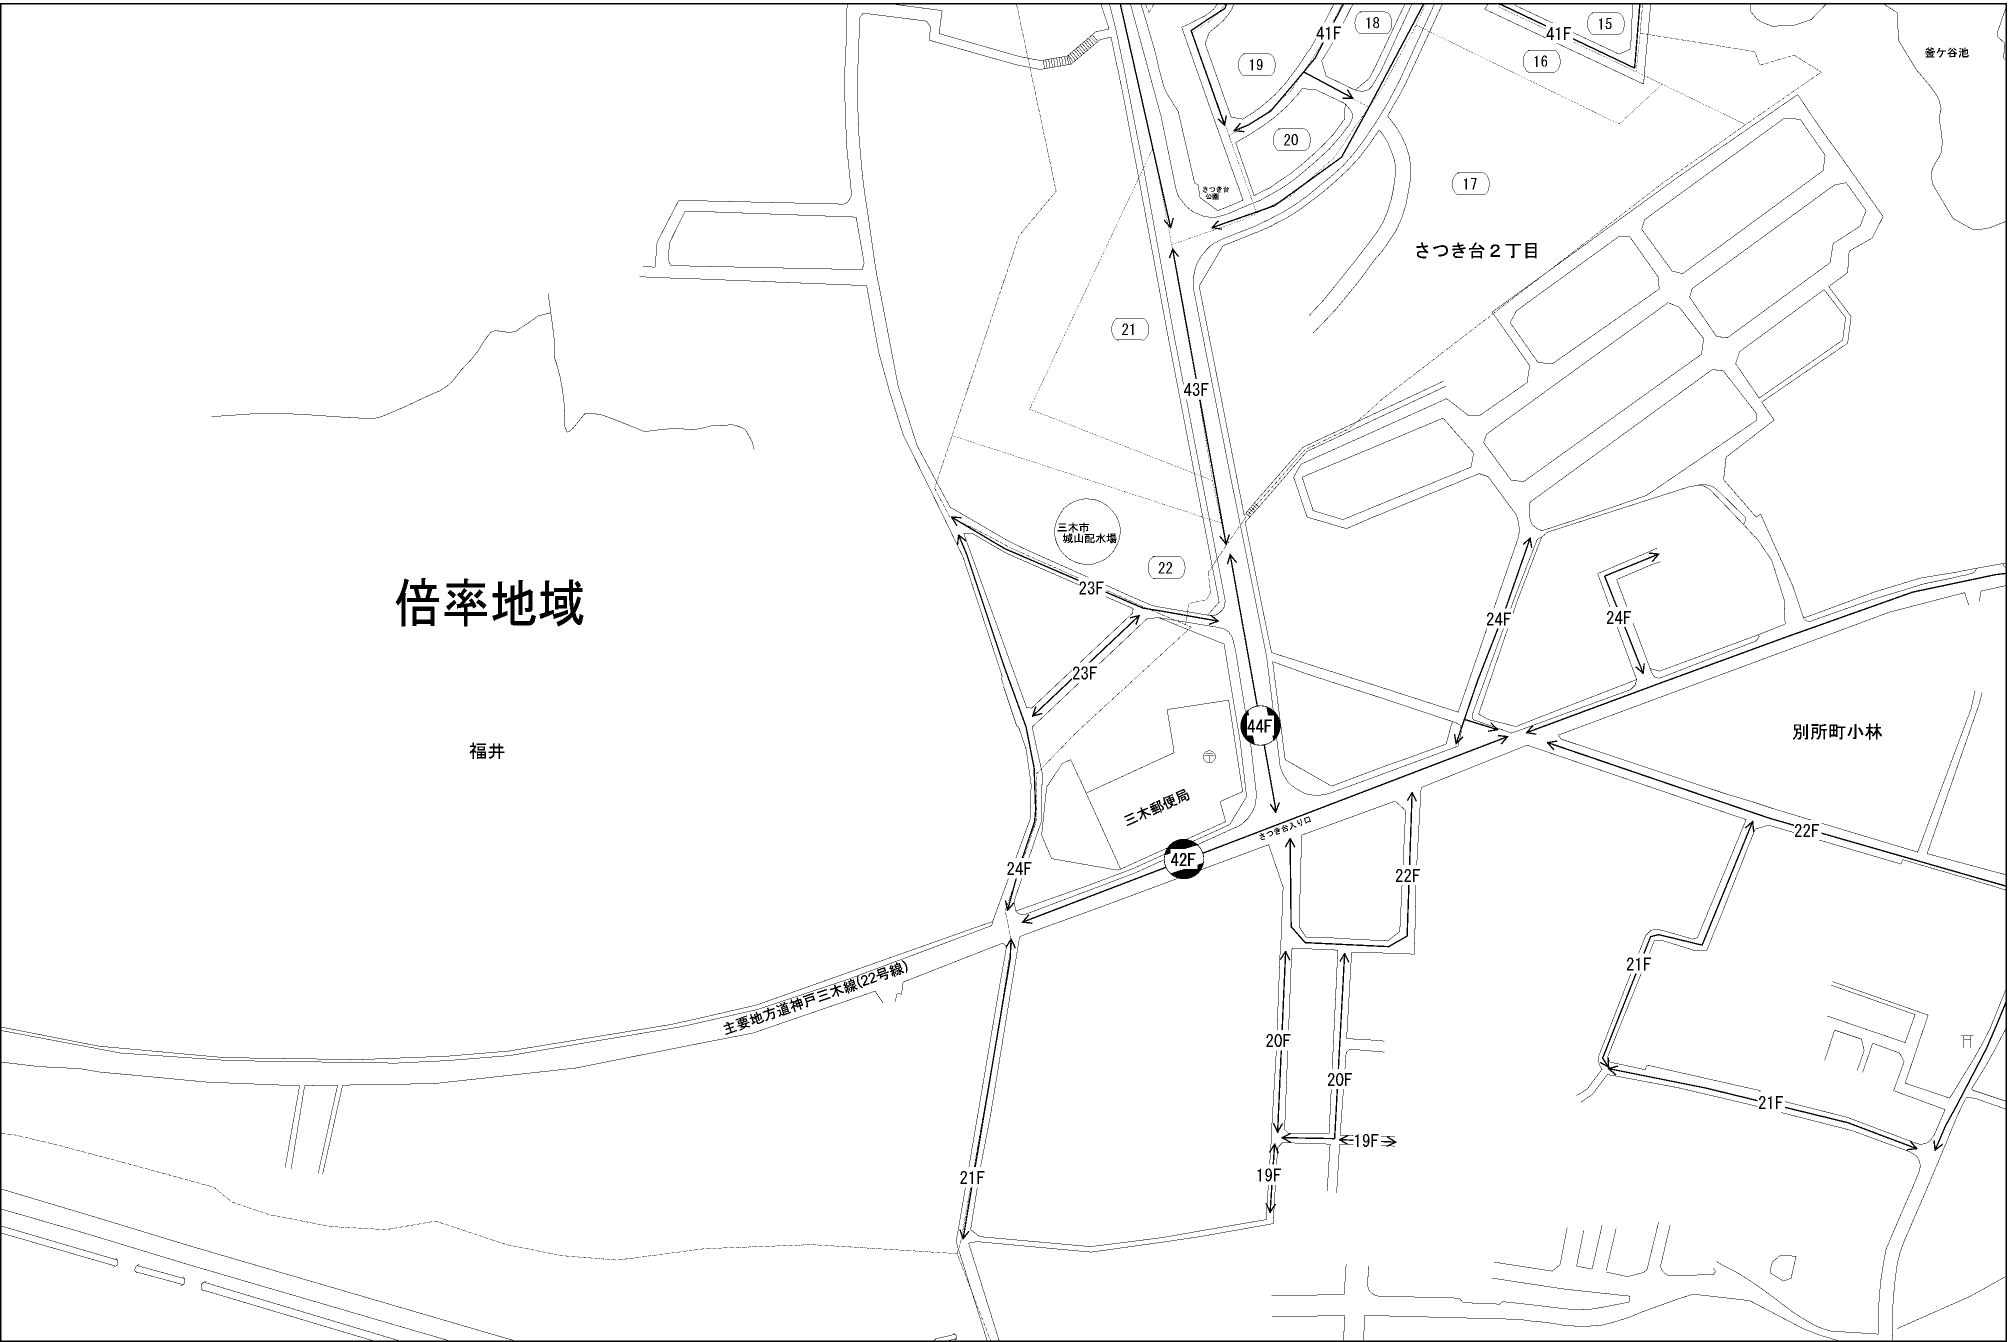 18
15
41F
41F
釜ケ谷池
19
16
20
17
さつき台
公園
さつき台2丁目
21
43F
三木市
城山配水場
22
23F
倍率地域
24F
24F
23F
44F
別所町小林
福井
三木郵便局
さつき台入り口
22F
42F
24F
22F
21F
主要地方道神戸三木線(22号線)
20F
20F
21F
19F
19F
21F